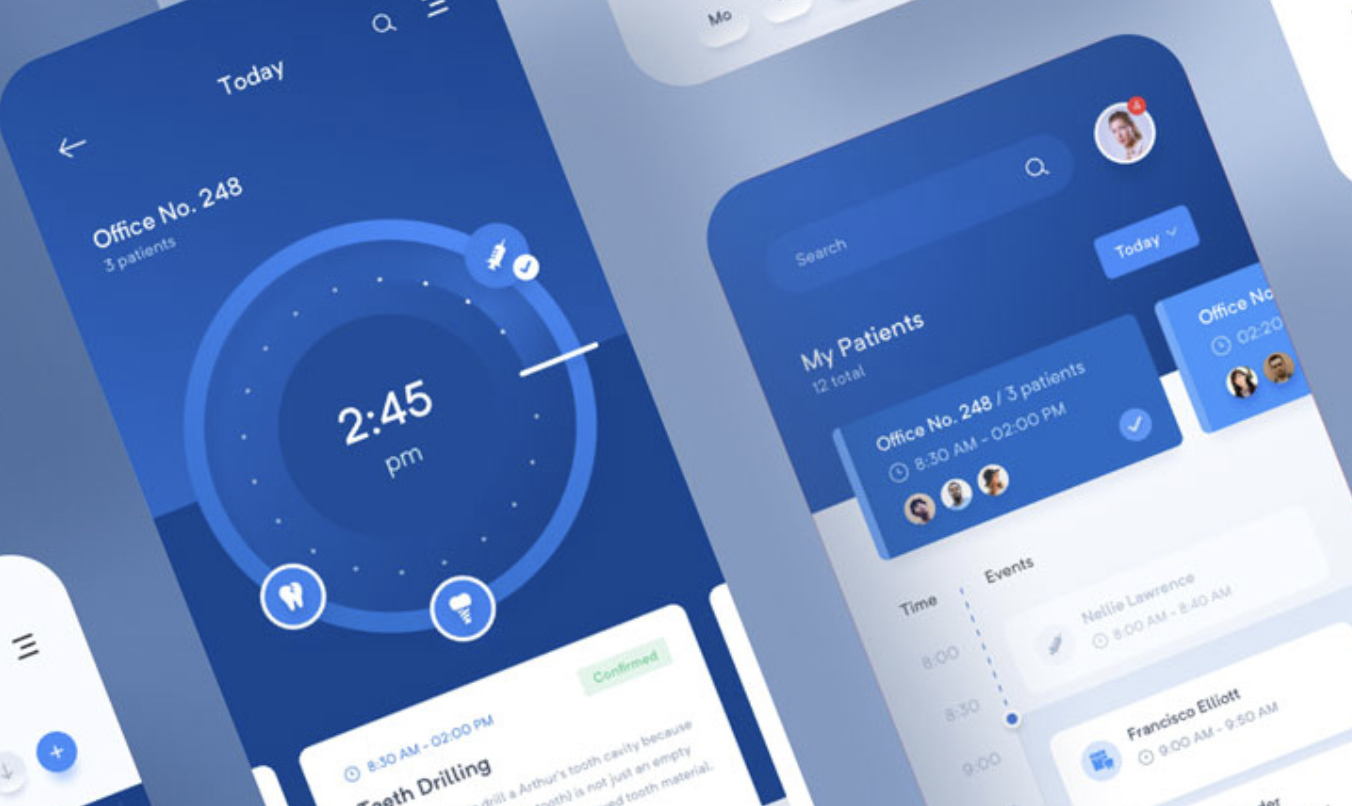 Today
Office No. 248
3 patients
2:45
pm
Confirmed
8:30 AM - 02:00 PM
Teeth Drilling
drill a Arthur's tooth cavity because
tooth) is not just an empty
tooth material).
Mo
4
Search
Today
My Patients
12 total
Office No. 248 / 3 patients
8:30 AM - 02:00 PM
Office No
02:20
Time
Events
8:00
Nellie Lawrence
8:00 AM - 8:40 AM
8:30
Francisco Elliott
9:00 AM - 9:50 AM
9:00